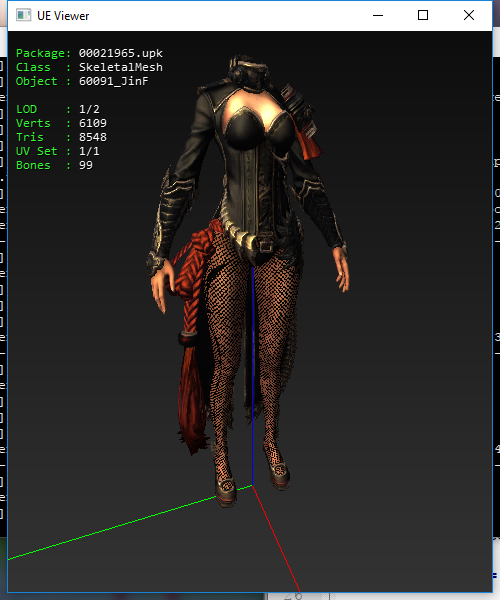 UE Viewer
Package: 00021965.upk
Class : SkeletalMesh
Object : 60091_JinF
LOD : 1/2
Verts : 6109
Tris : 8548
UV Set : 1/1
Bones : 99